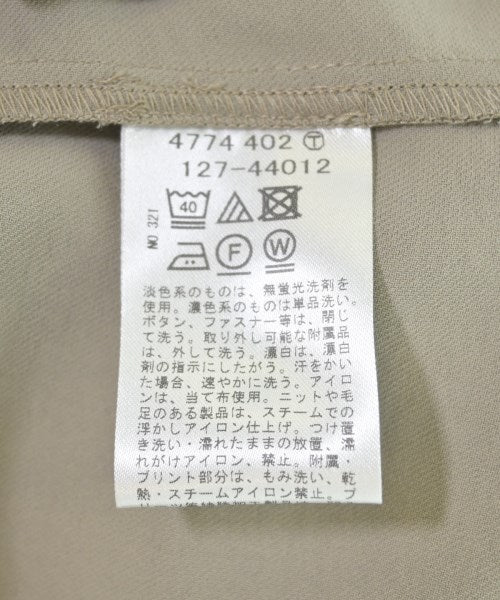 4774 402 Ⓣ
127-44012
NO 321
40
F W
淡色系のものは、無蛍光洗剤を
使用。濃色系のものは単品洗い。
ボタン、ファスナー等は、閉じ
て洗う。取り外し可能な附属品
は、外して洗う。漂白は、漂白
剤の指示にしたがう。汗をかい
た場合、速やかに洗う。アイロ
ンは、当て布使用。ニットや毛
足のある製品は、スチームでの
浮かしアイロン仕上げ。つけ置
き洗い・濡れたままの放置、濡
れがけアイロン、禁止。附属・
プリント部分は、もみ洗い、乾
熱・スチームアイロン禁止。プ